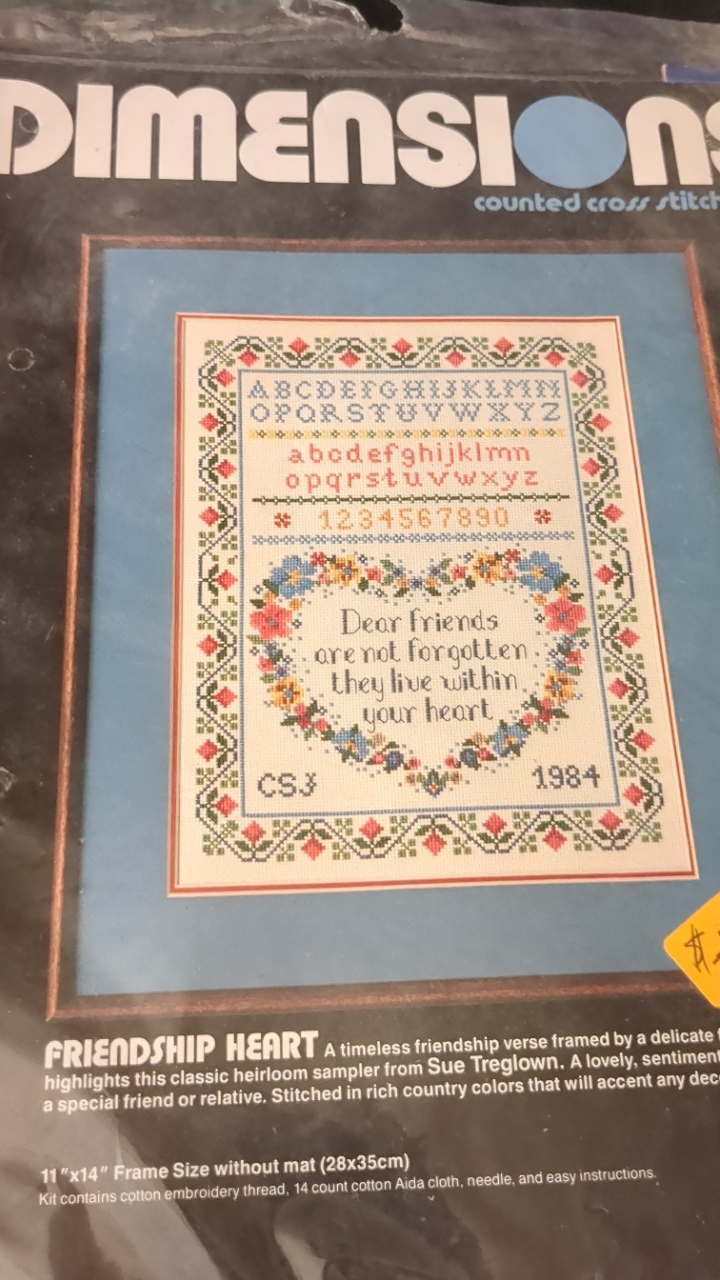 DIMENSIONS
counted cross stitch
ABCDEFGHIJKLMN
OPQRSTUVWXYZ
abcdefghijklmn
opqrstuvwxyz
1234567890
Dear friends
are not forgotten
they live within
your heart
CSJ 1984
$
FRIENDSHIP HEART A timeless friendship verse framed by a delicate
highlights this classic heirloom sampler from Sue Treglown. A lovely, sentiment
a special friend or relative. Stitched in rich country colors that will accent any dec
11"x14" Frame Size without mat (28x35cm)
Kit contains cotton embroidery thread, 14 count cotton Aida cloth, needle, and easy instructions.